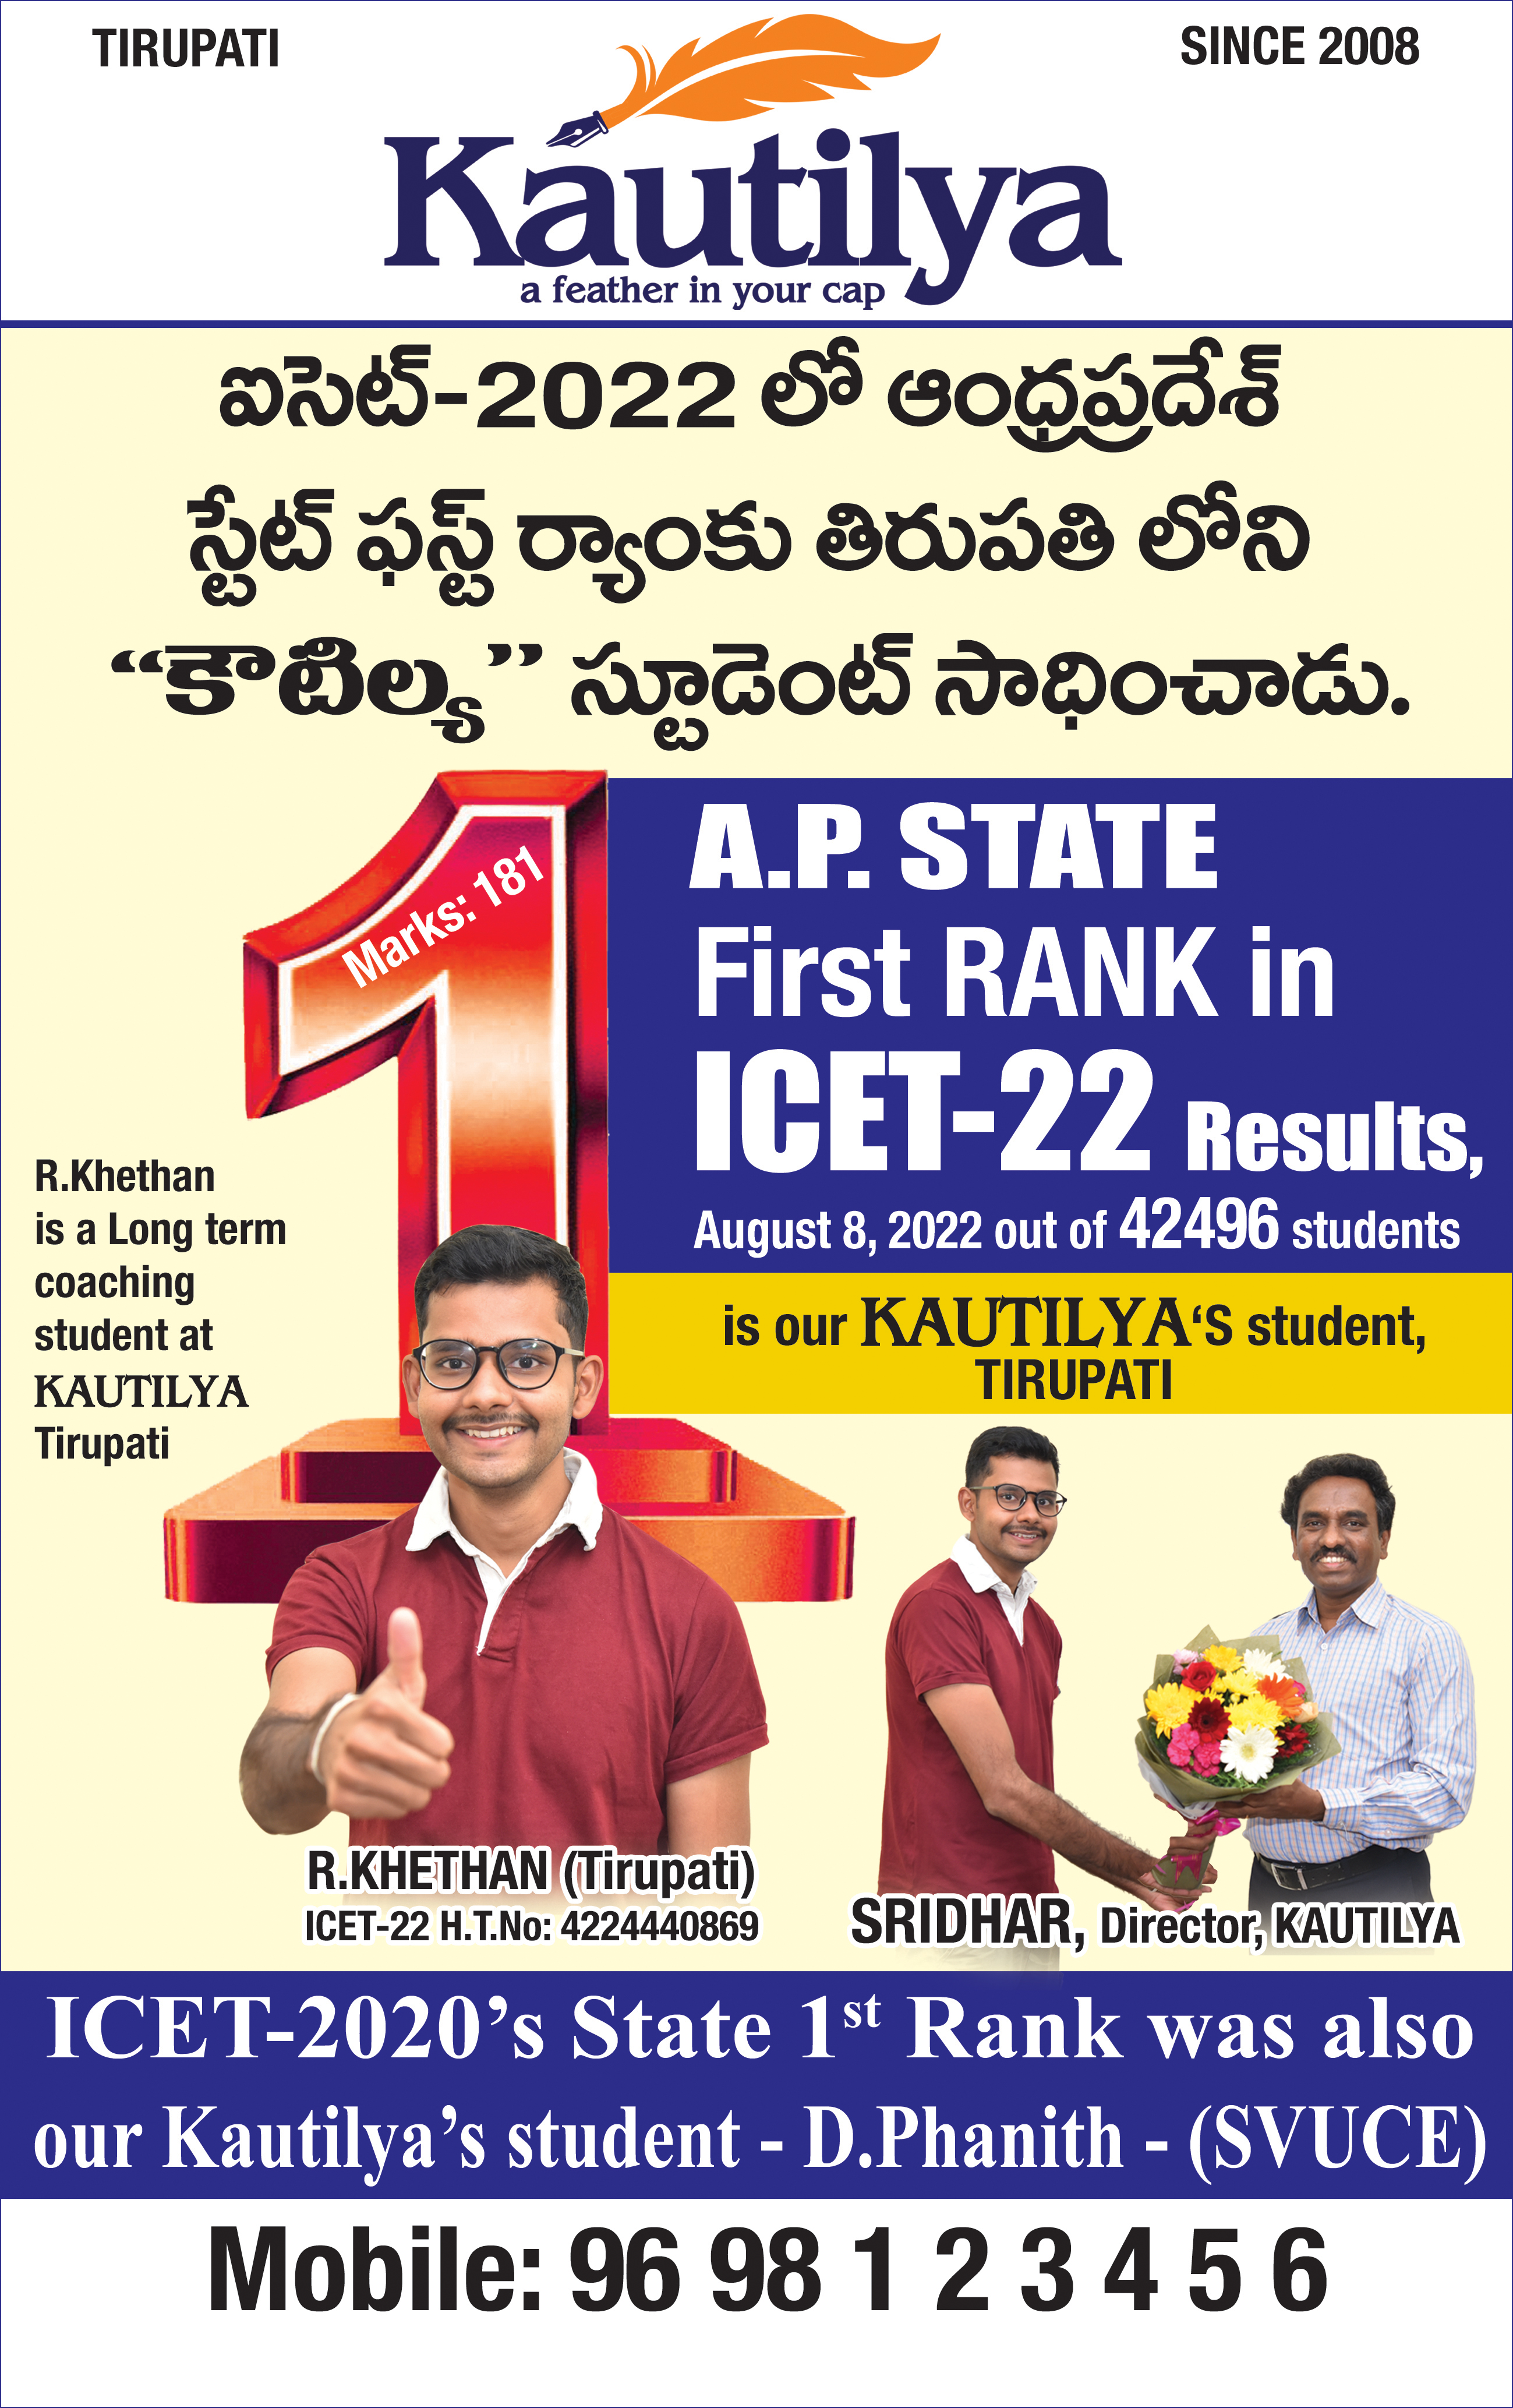 TIRUPATI
SINCE 2008
Kautilya
a feather in your cap
ఐసెట్-2022 లో ఆంధ్రప్రదేశ్
స్టేట్ ఫస్ట్ ర్యాంకు తిరుపతి లోని
“కౌటిల్య” స్టూడెంట్ సాధించాడు.
Marks: 181
A.P. STATE
First RANK in
ICET-22 Results,
August 8, 2022 out of 42496 students
is our KAUTILYA‘S student,
TIRUPATI
R.Khethan
is a Long term
coaching
student at
KAUTILYA
Tirupati
R.KHETHAN (Tirupati)
ICET-22 H.T.No: 4224440869
SRIDHAR, Director, KAUTILYA
ICET-2020’s State 1st Rank was also
our Kautilya’s student - D.Phanith - (SVUCE)
Mobile: 96 98 1 2 3 4 5 6